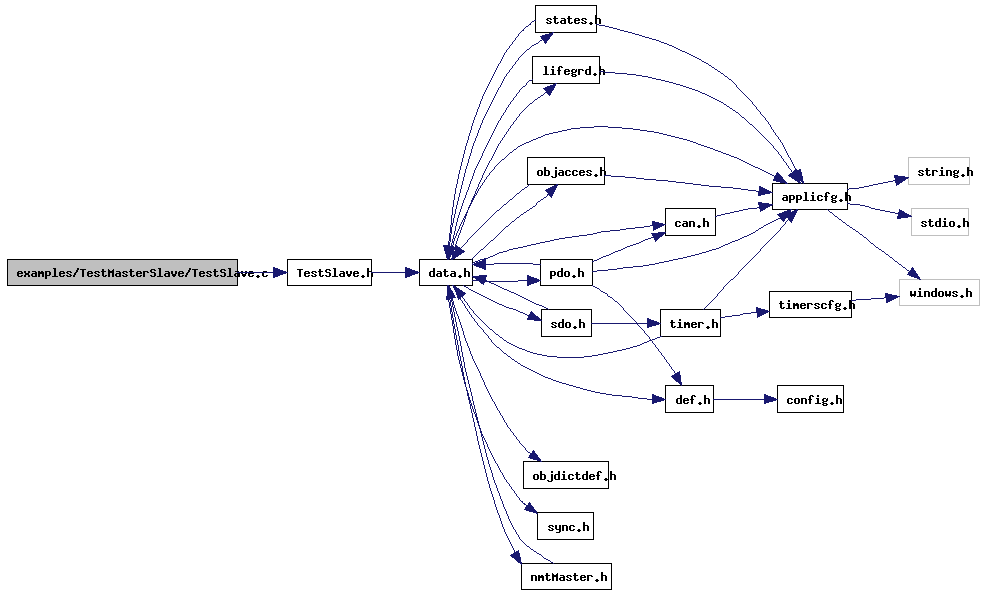 states.h
lifegrd.h
objacces.h
string.h
applicfg.h
can.h
stdio.h
examples/TestMasterSlave/TestSlave.c
TestSlave.h
data.h
pdo.h
windows.h
timerscfg.h
sdo.h
timer.h
def.h
config.h
objdictdef.h
sync.h
nmtMaster.h